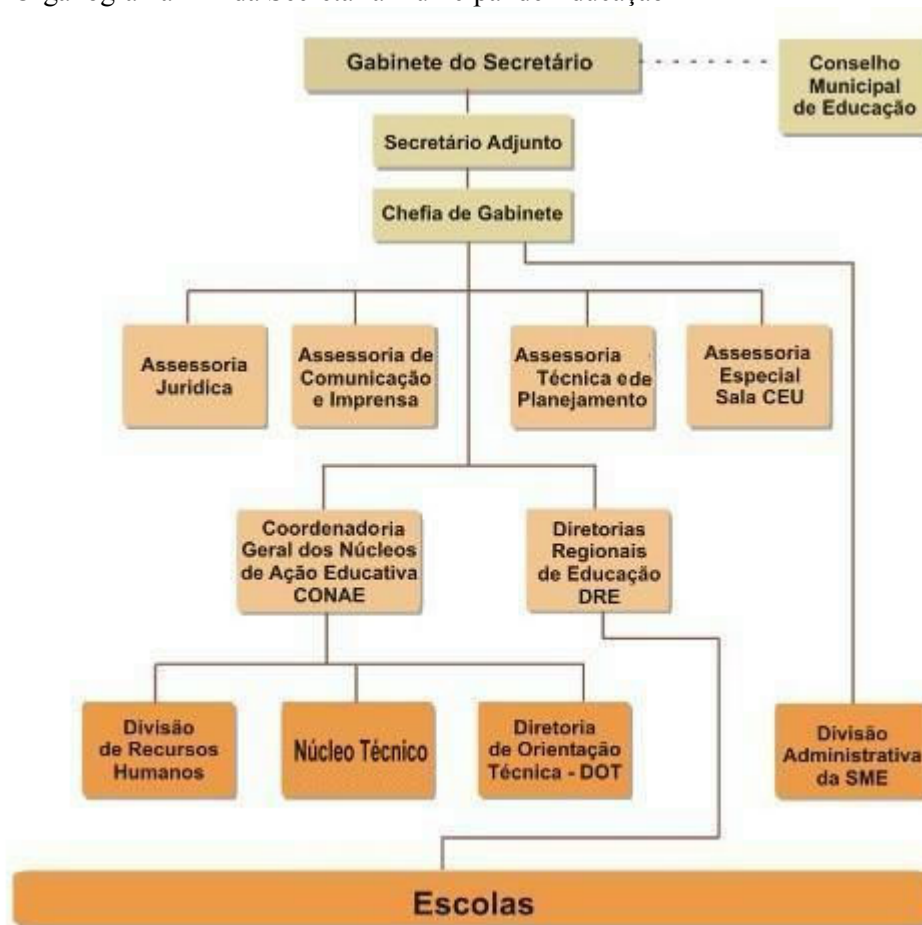 Gabinete do Secretário
Conselho
Municipal
de Educação
Secretário Adjunto
Chefia de Gabinete
Assessoria
Juridica
Assessoria de
Comunicação
e Imprensa
Assessoria
Técnica e de
Planejamento
Assessoria
Especial
Sala CEU
Coordenadoria
Geral dos Núcleos
de Ação Educativa
CONAE
Diretorias
Regionais
de Educação
DRE
Divisão
de Recursos
Humanos
Núcleo Técnico
Diretoria
de Orientação
Técnica - DOT
Divisão
Administrativa
da SME
Escolas